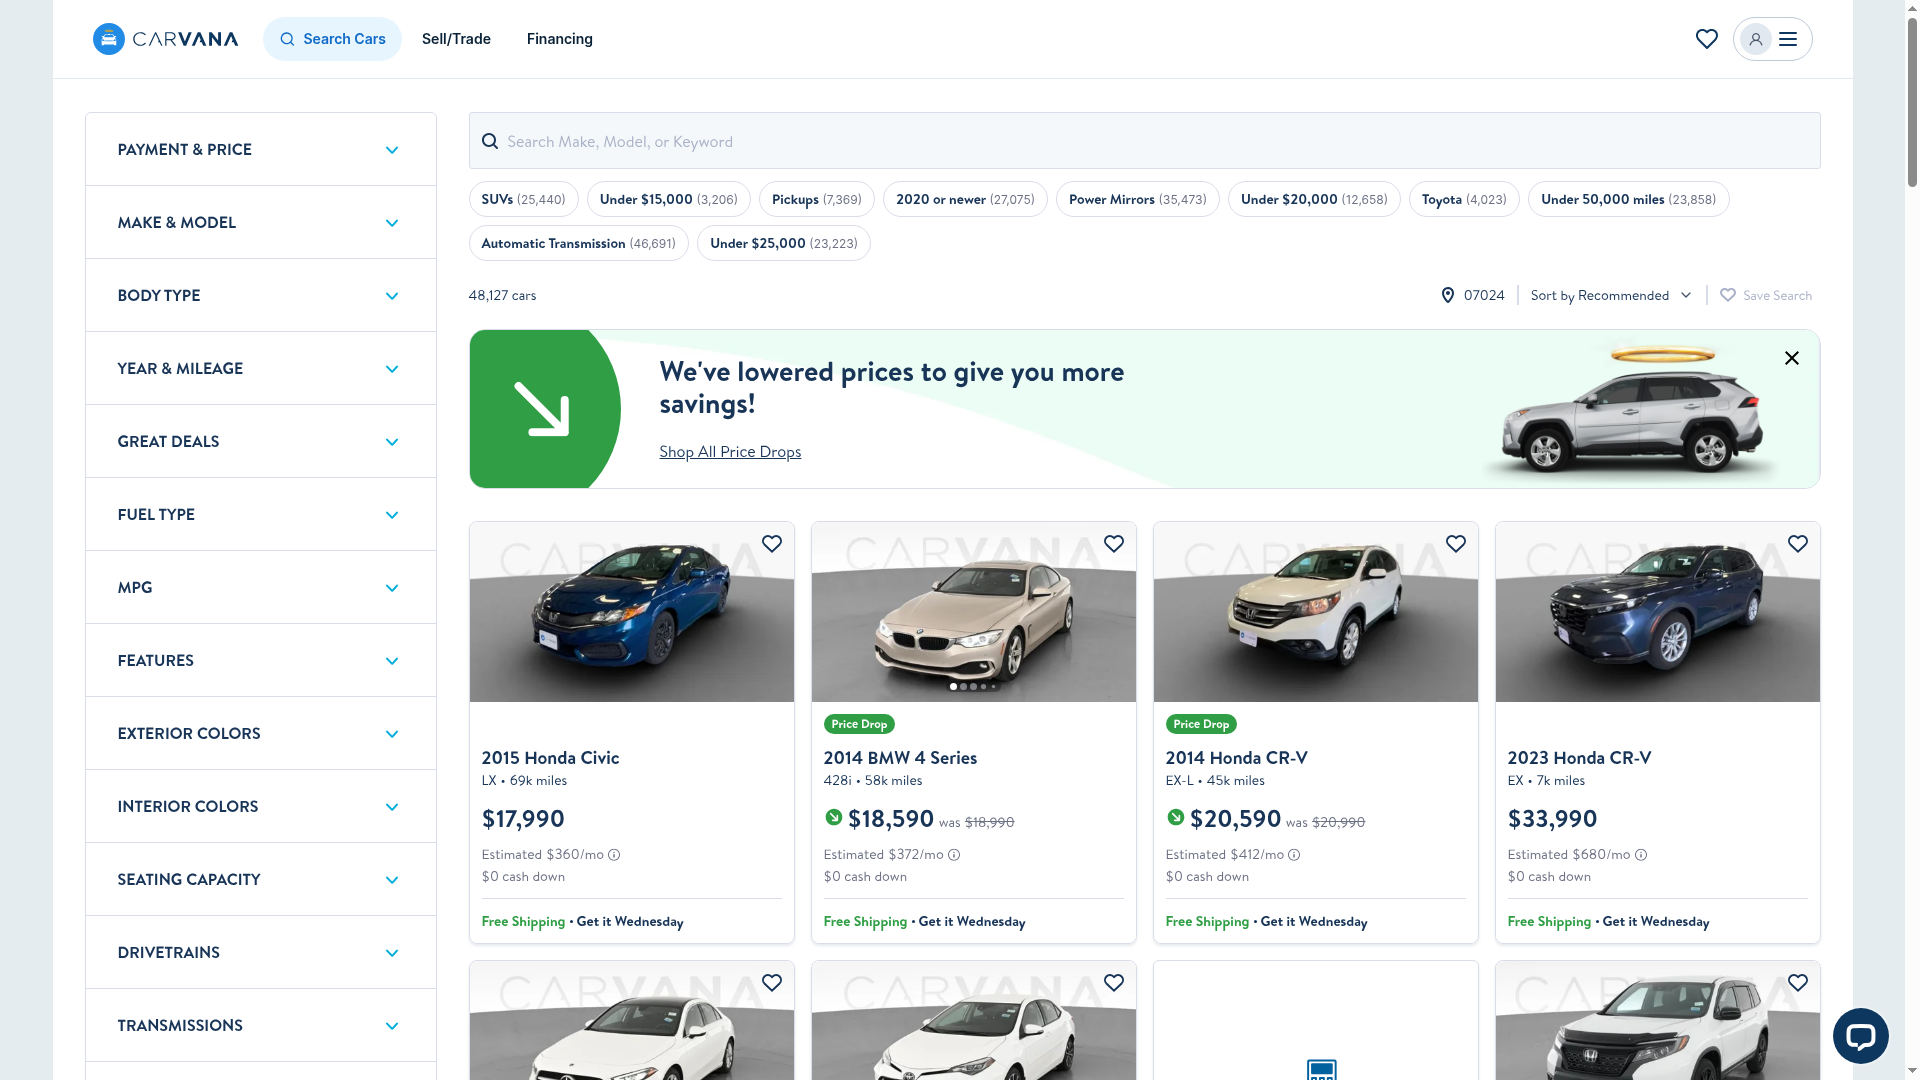 CARVANA
Search Cars
Sell/Trade
Financing
PAYMENT & PRICE
MAKE & MODEL
BODY TYPE
YEAR & MILEAGE
GREAT DEALS
FUEL TYPE
MPG
FEATURES
EXTERIOR COLORS
INTERIOR COLORS
SEATING CAPACITY
DRIVETRAINS
TRANSMISSIONS
Search Make, Model, or Keyword
SUVs (25,440)
Under $15,000 (3,206)
Pickups (7,369)
2020 or newer (27,075)
Power Mirrors (35,473)
Under $20,000 (12,658)
Toyota (4,023)
Under 50,000 miles (23,858)
Automatic Transmission (46,691)
Under $25,000 (23,223)
48,127 cars
07024
Sort by Recommended
Save Search
We've lowered prices to give you more
savings!
Shop All Price Drops
CARVANA
2015 Honda Civic
LX • 69k miles
$17,990
Estimated $360/mo
$0 cash down
Free Shipping • Get it Wednesday
CARVANA
Price Drop
2014 BMW 4 Series
428i • 58k miles
$18,590 was $18,990
Estimated $372/mo
$0 cash down
Free Shipping • Get it Wednesday
CARVANA
Price Drop
2014 Honda CR-V
EX-L • 45k miles
$20,590 was $20,990
Estimated $412/mo
$0 cash down
Free Shipping • Get it Wednesday
CARVANA
2023 Honda CR-V
EX • 7k miles
$33,990
Estimated $680/mo
$0 cash down
Free Shipping • Get it Wednesday
CARVANA
CARVANA
CARVANA